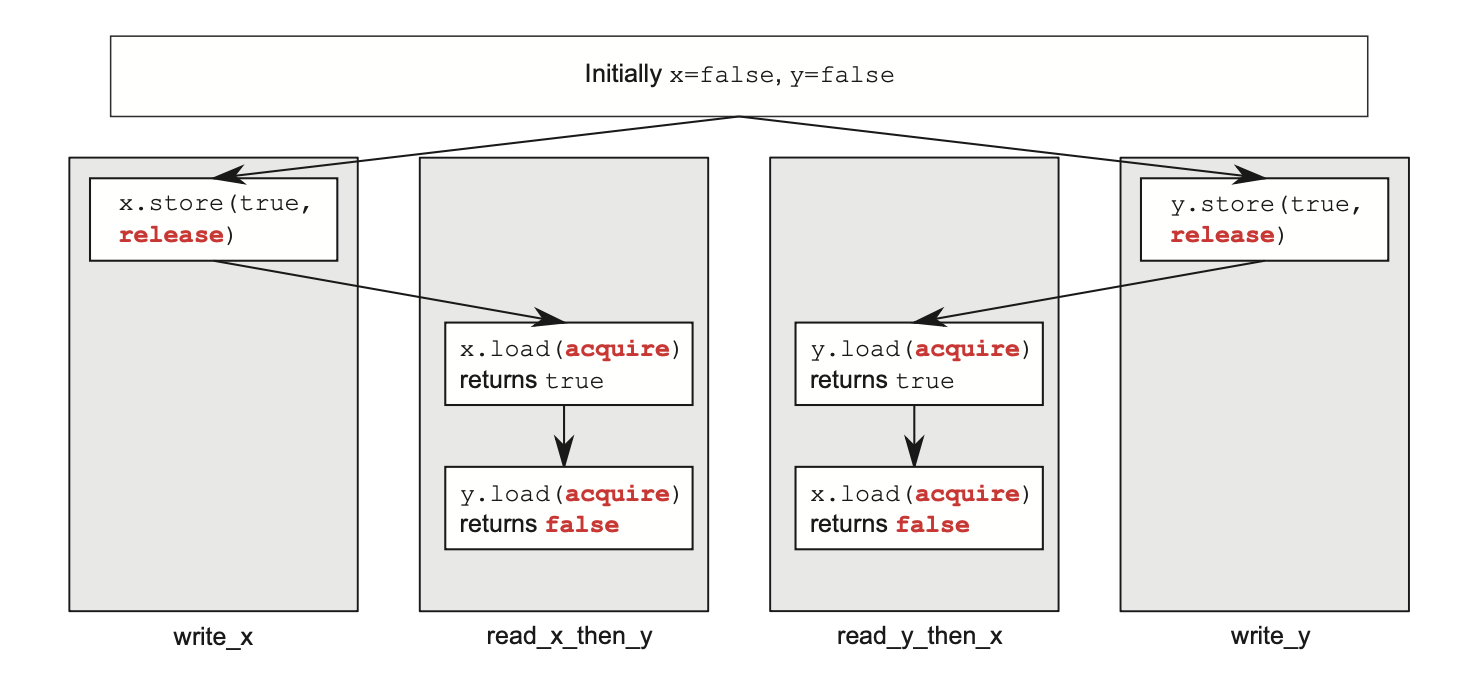 Initially x=false, y=false
x.store(true,
release)
y.store(true,
release)
x.load(acquire)
returns true
y.load(acquire)
returns true
y.load(acquire)
returns false
x.load(acquire)
returns false
write_x
read_x_then_y
read_y_then_x
write_y